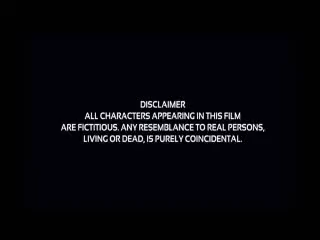 DISCLAIMER
ALL CHARACTERS APPEARING IN THIS FILM
ARE FICTITIOUS. ANY RESEMBLANCE TO REAL PERSONS,
LIVING OR DEAD, IS PURELY COINCIDENTAL.